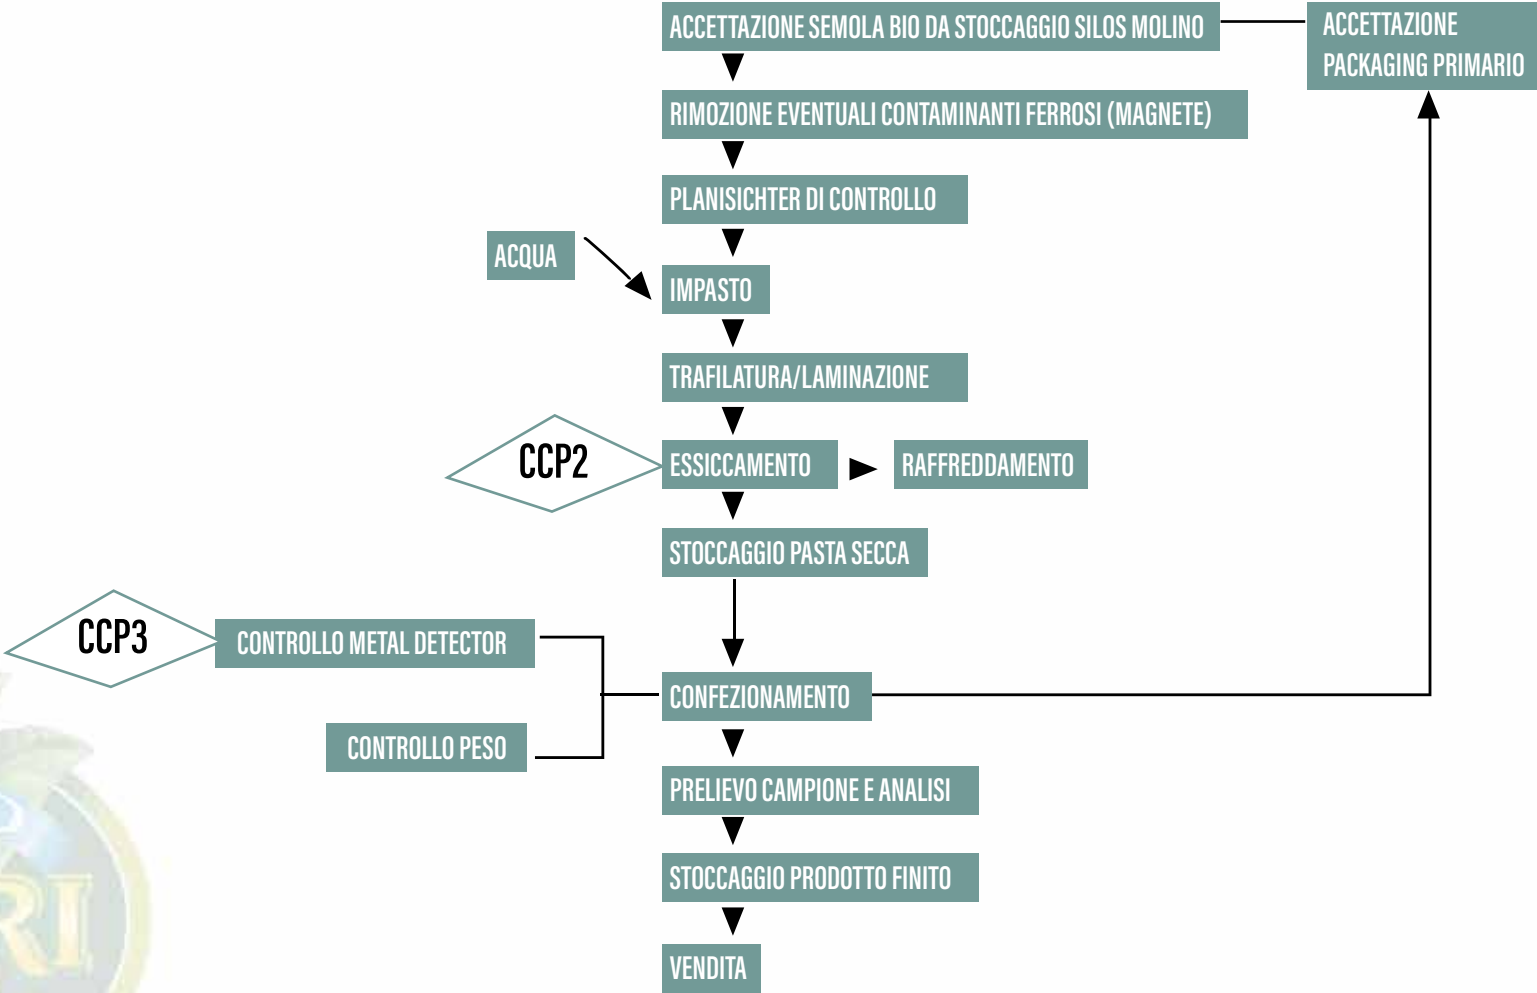 ACCETTAZIONE SEMOLA BIO DA STOCCAGGIO SILOS MOLINO
ACCETTAZIONE
PACKAGING PRIMARIO
RIMOZIONE EVENTUALI CONTAMINANTI FERROSI (MAGNETE)
PLANISICHTER DI CONTROLLO
ACQUA
IMPASTO
TRAFILATURA/LAMINAZIONE
CCP2
ESSICCAMENTO
RAFFREDDAMENTO
STOCCAGGIO PASTA SECCA
CCP3
CONTROLLO METAL DETECTOR
CONFEZIONAMENTO
CONTROLLO PESO
PRELIEVO CAMPIONE E ANALISI
STOCCAGGIO PRODOTTO FINITO
RI
VENDITA